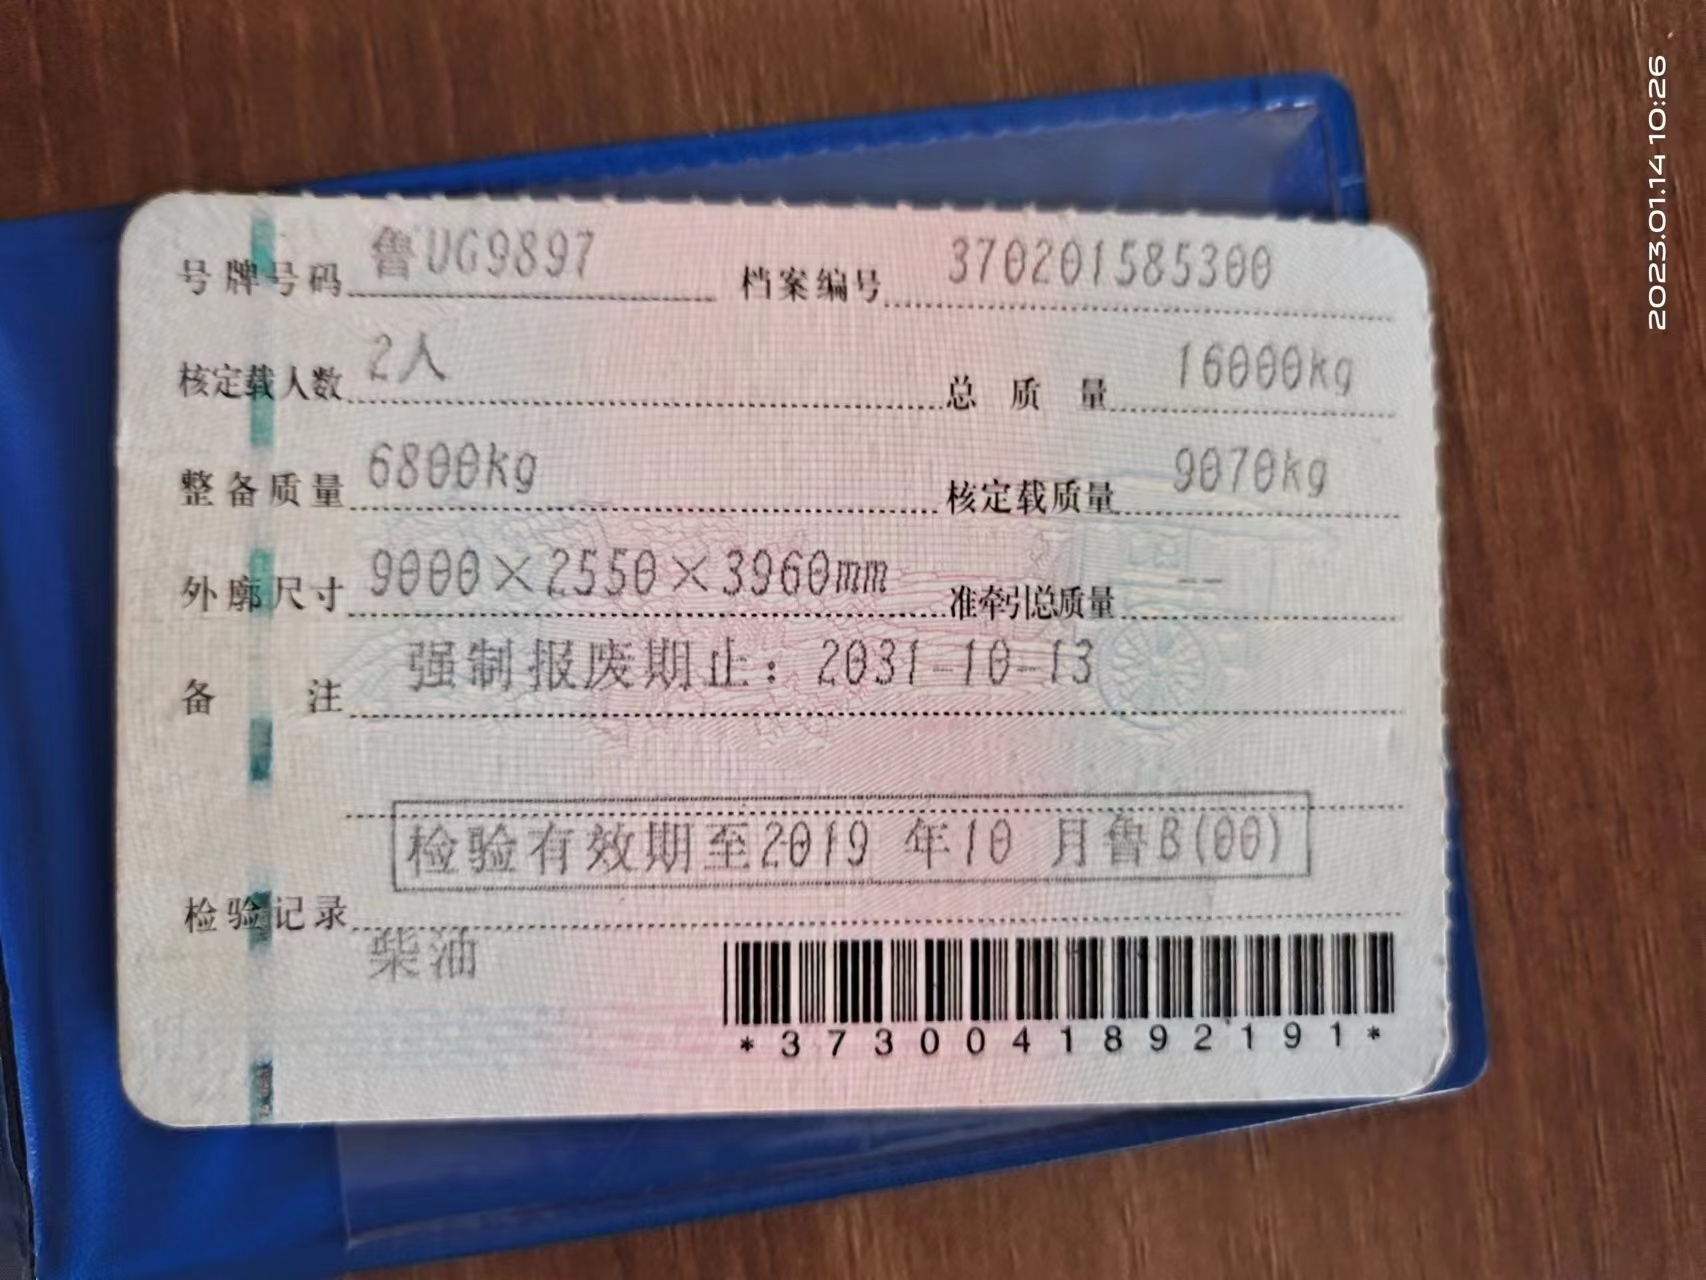 号牌号码 鲁UG9897 档案编号 370201585300
核定载人数 2人 总质量 16000kg
整备质量 6800kg 核定载质量 9070kg
外廓尺寸 9000×2550×3960mm 准牵引总质量 --
备注 强制报废期止：2031-10-13
检验有效期至2019 年10 月鲁B(00)
检验记录
柴油
*3730041892191*
2023.01.14 10:26